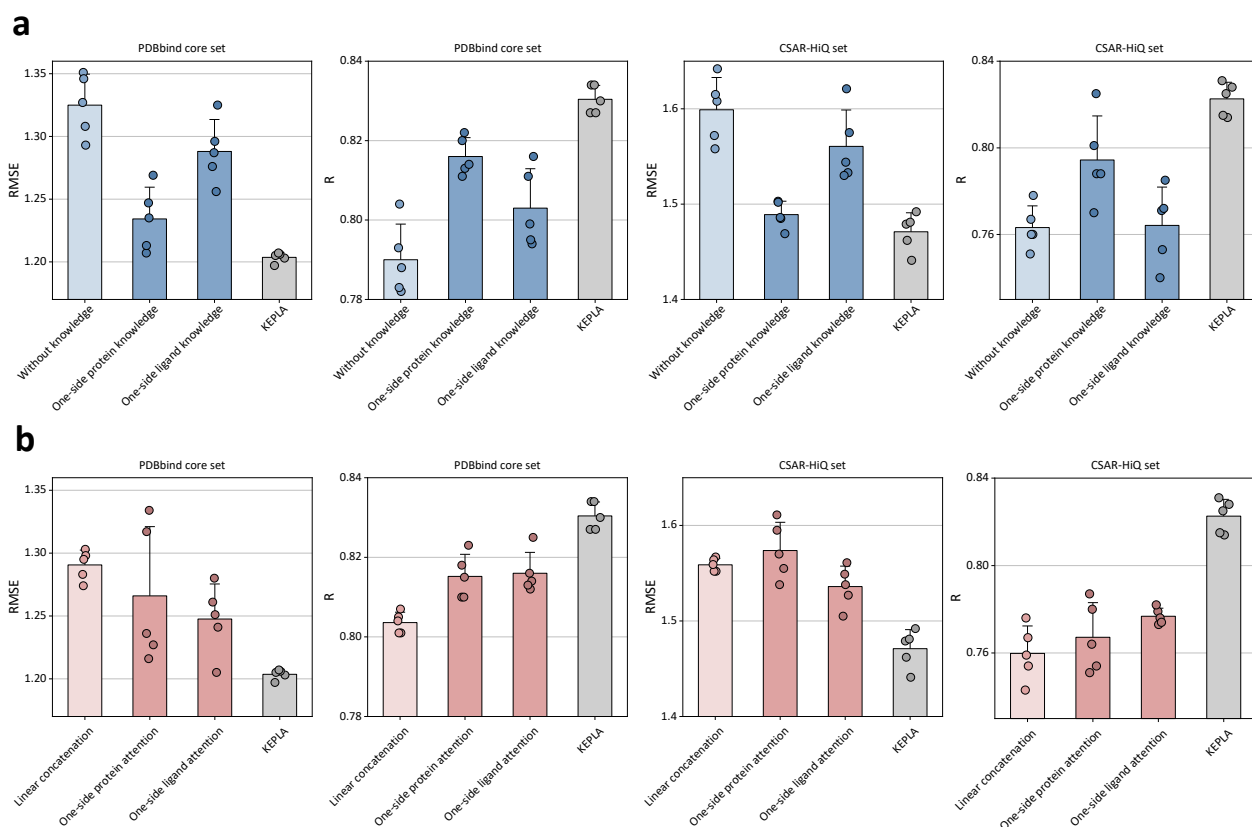 a
PDBbind core set
RMSE
1.35
1.30
1.25
1.20
Without knowledge
One-side protein knowledge
One-side ligand knowledge
KEPLA
PDBbind core set
R
0.84
0.82
0.80
0.78
Without knowledge
One-side protein knowledge
One-side ligand knowledge
KEPLA
CSAR-HiQ set
RMSE
1.6
1.5
1.4
Without knowledge
One-side protein knowledge
One-side ligand knowledge
KEPLA
CSAR-HiQ set
R
0.84
0.80
0.76
Without knowledge
One-side protein knowledge
One-side ligand knowledge
KEPLA
b
PDBbind core set
RMSE
1.35
1.30
1.25
1.20
Linear concatenation
One-side protein attention
One-side ligand attention
KEPLA
PDBbind core set
R
0.84
0.82
0.80
0.78
Linear concatenation
One-side protein attention
One-side ligand attention
KEPLA
CSAR-HiQ set
RMSE
1.6
1.5
1.4
Linear concatenation
One-side protein attention
One-side ligand attention
KEPLA
CSAR-HiQ set
R
0.84
0.80
0.76
Linear concatenation
One-side protein attention
One-side ligand attention
KEPLA